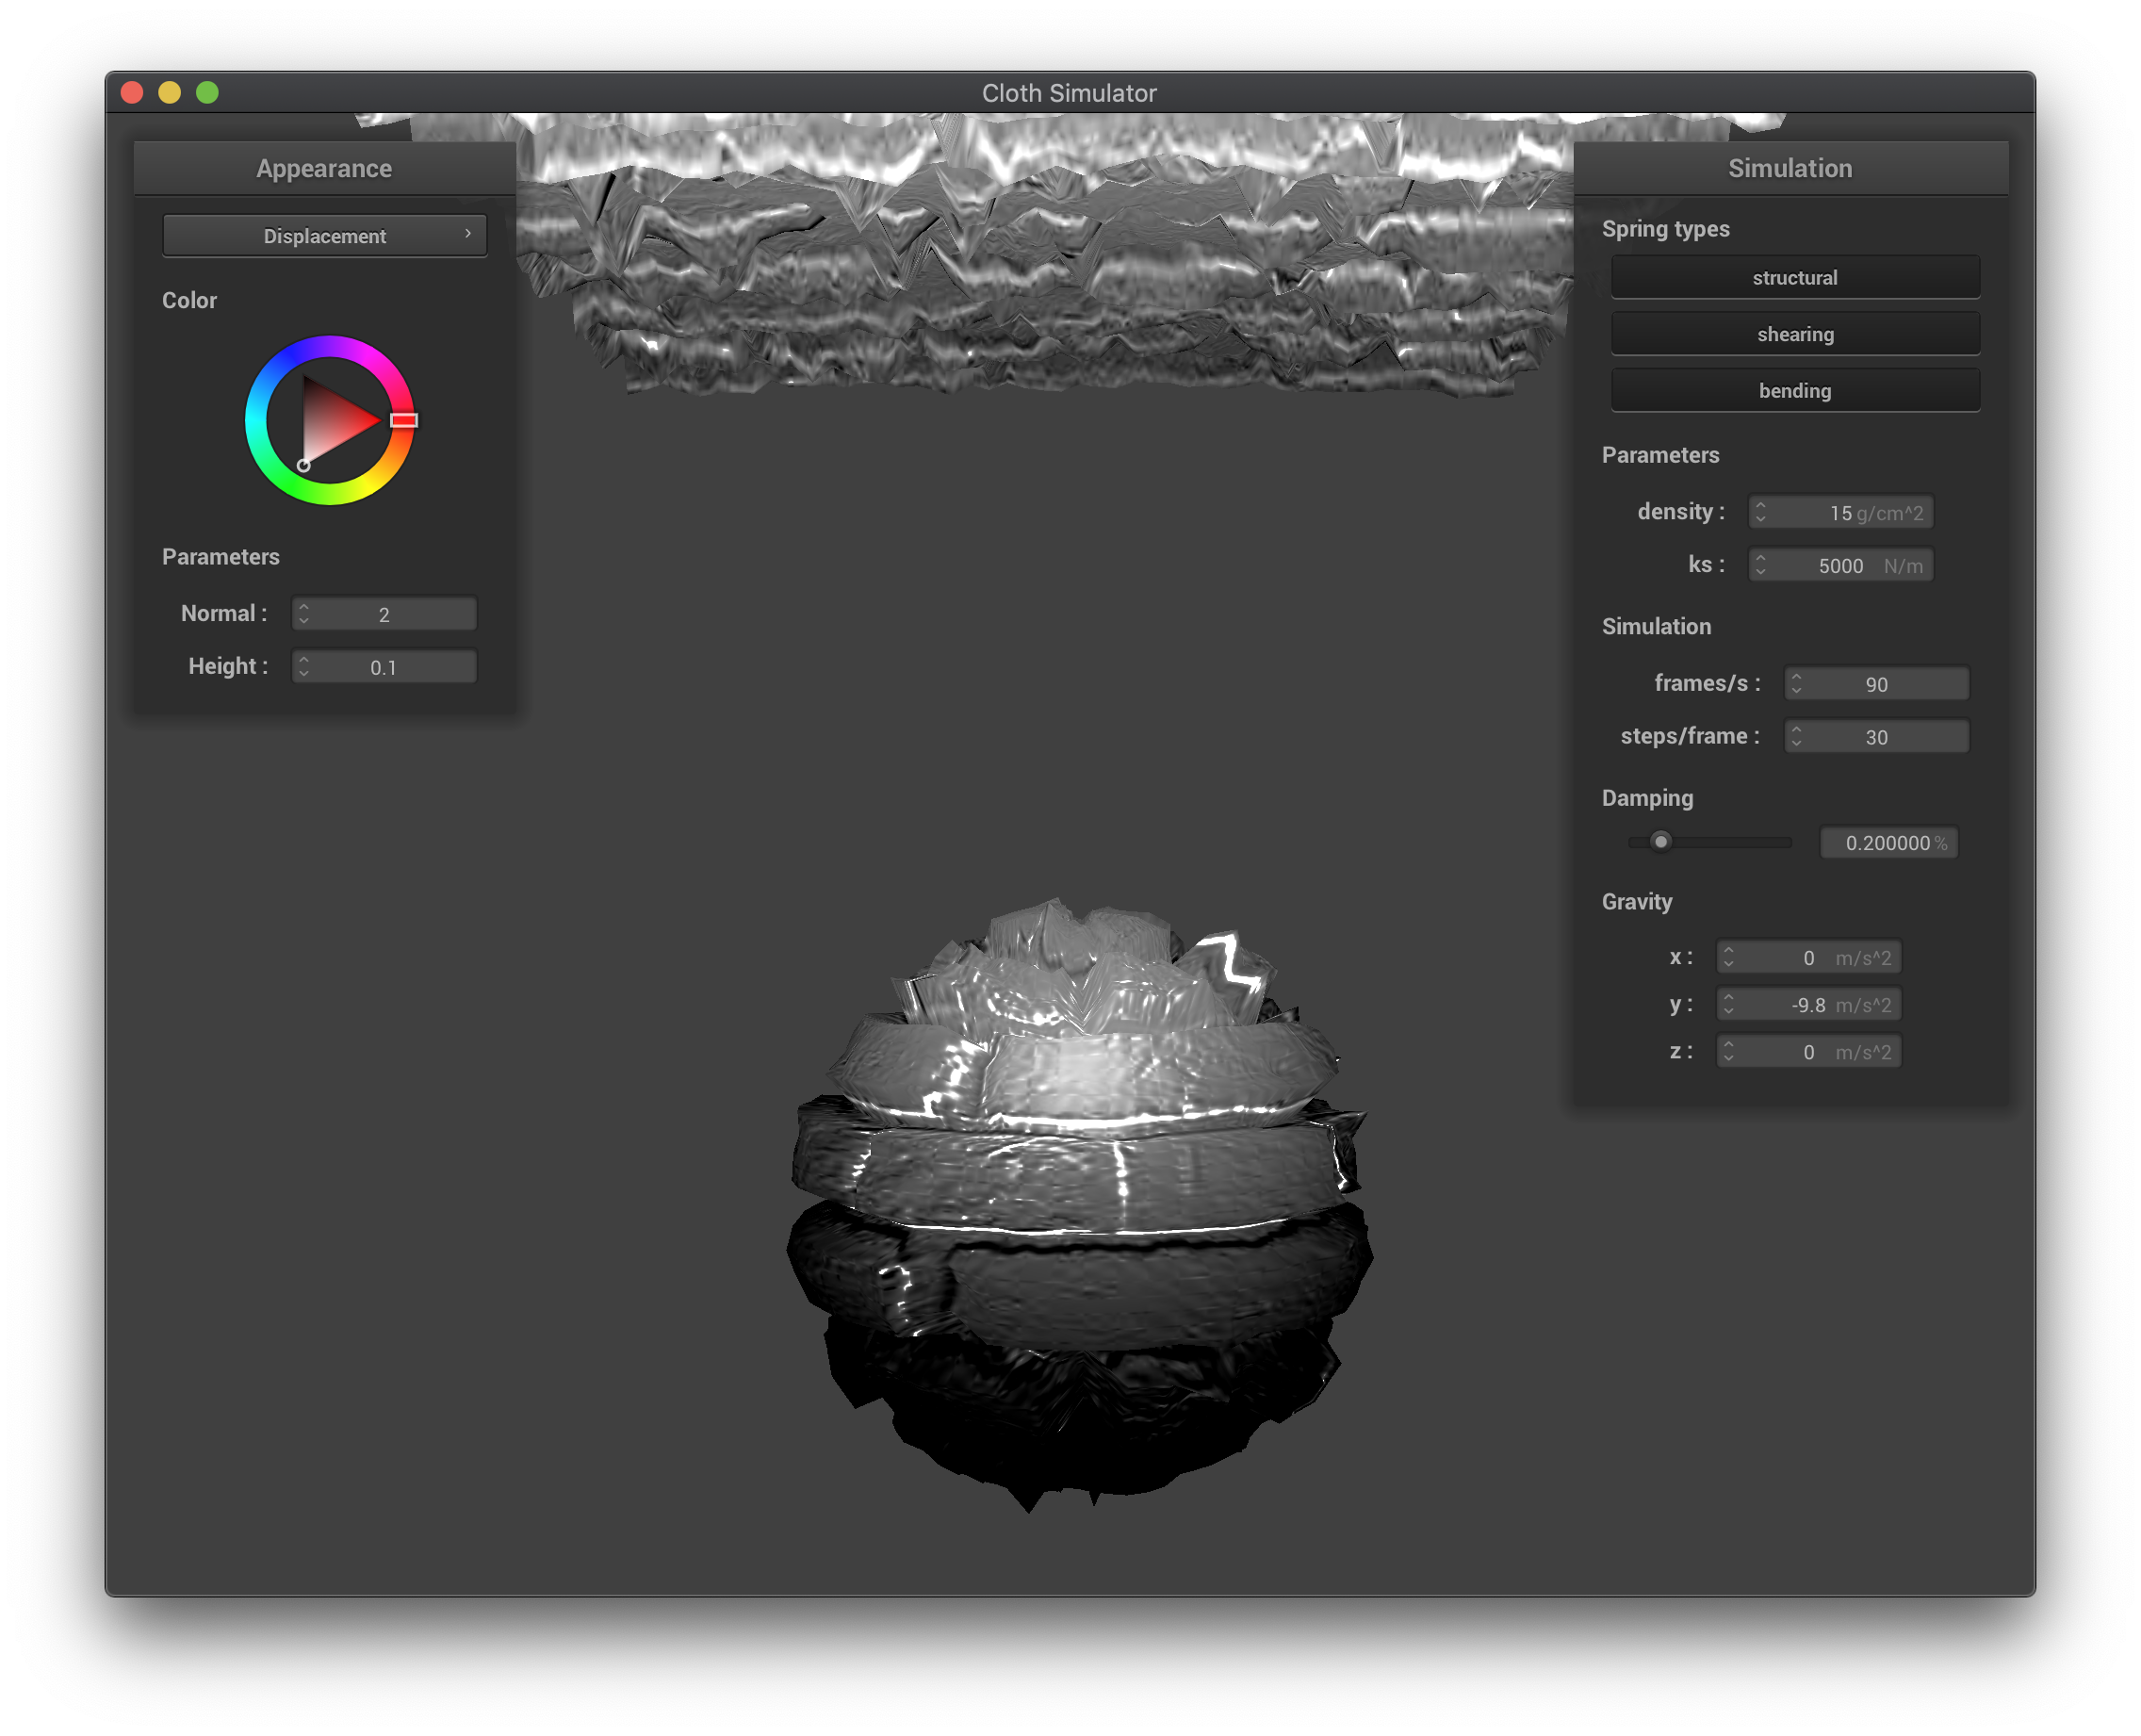 Cloth Simulator
Appearance
Displacement ›
Color
Parameters
Normal : 2
Height : 0.1
Simulation
Spring types
structural
shearing
bending
Parameters
density : 15 g/cm^2
ks : 5000 N/m
Simulation
frames/s : 90
steps/frame : 30
Damping
0.200000 %
Gravity
x : 0 m/s^2
y : -9.8 m/s^2
z : 0 m/s^2